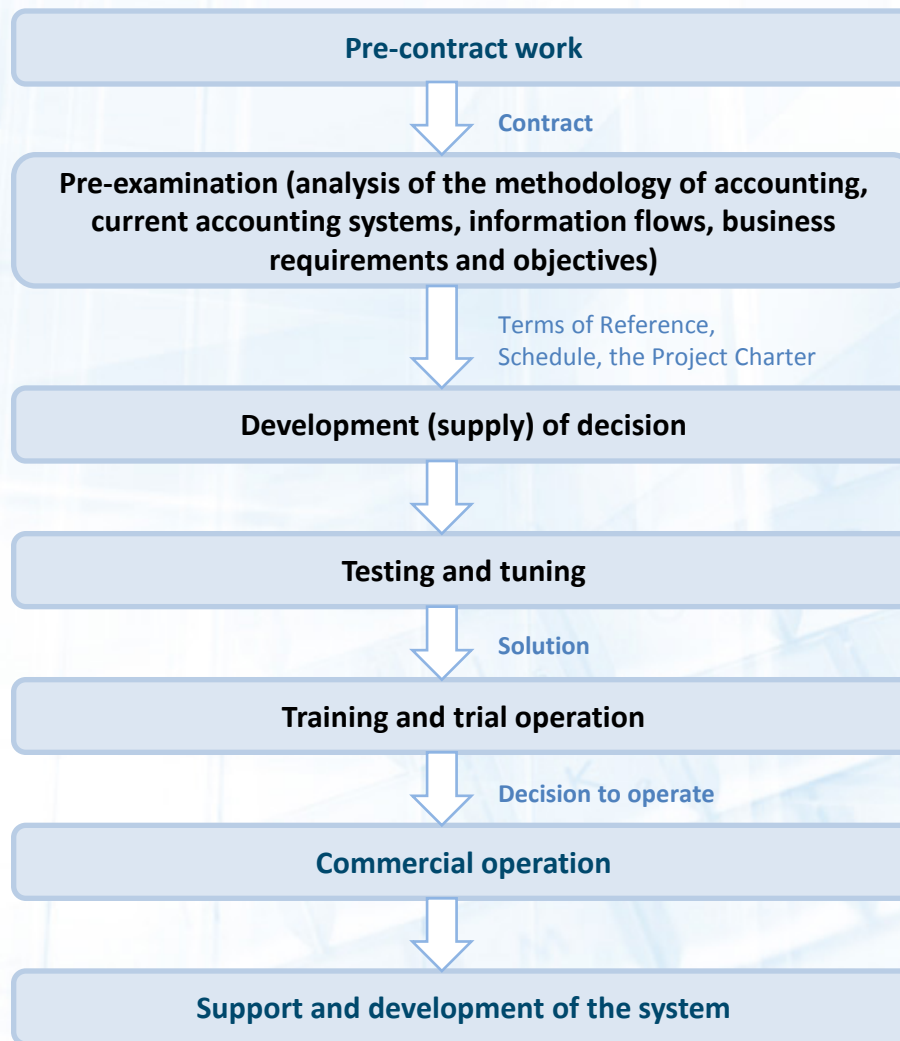 Pre-contract work
Contract
Pre-examination (analysis of the methodology of accounting,
current accounting systems, information flows, business
requirements and objectives)
Terms of Reference,
Schedule, the Project Charter
Development (supply) of decision
Testing and tuning
Solution
Training and trial operation
Decision to operate
Commercial operation
Support and development of the system